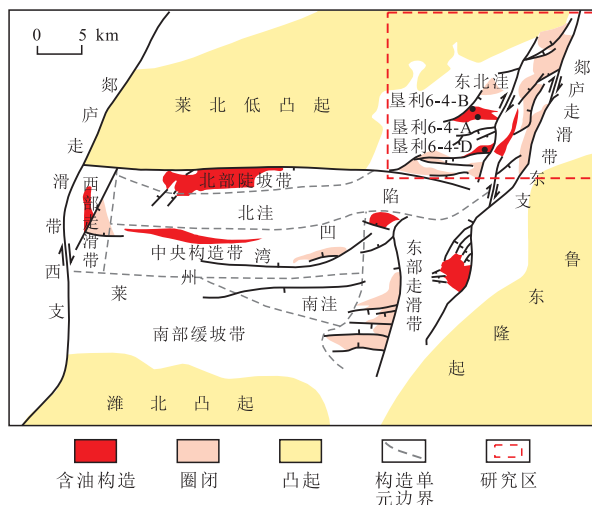 0 5 km
郯庐走滑带西支
莱北低凸起
东北洼
垦利6-4-B
垦利6-4-A
垦利6-4-D
郯庐走滑带东支
西部走滑带
北部陡坡带
北洼
中央构造带
莱州湾凹陷
南洼
东部走滑带
南部缓坡带
鲁东隆起
潍北凸起
含油构造
圈闭
凸起
构造单
元边界
研究区